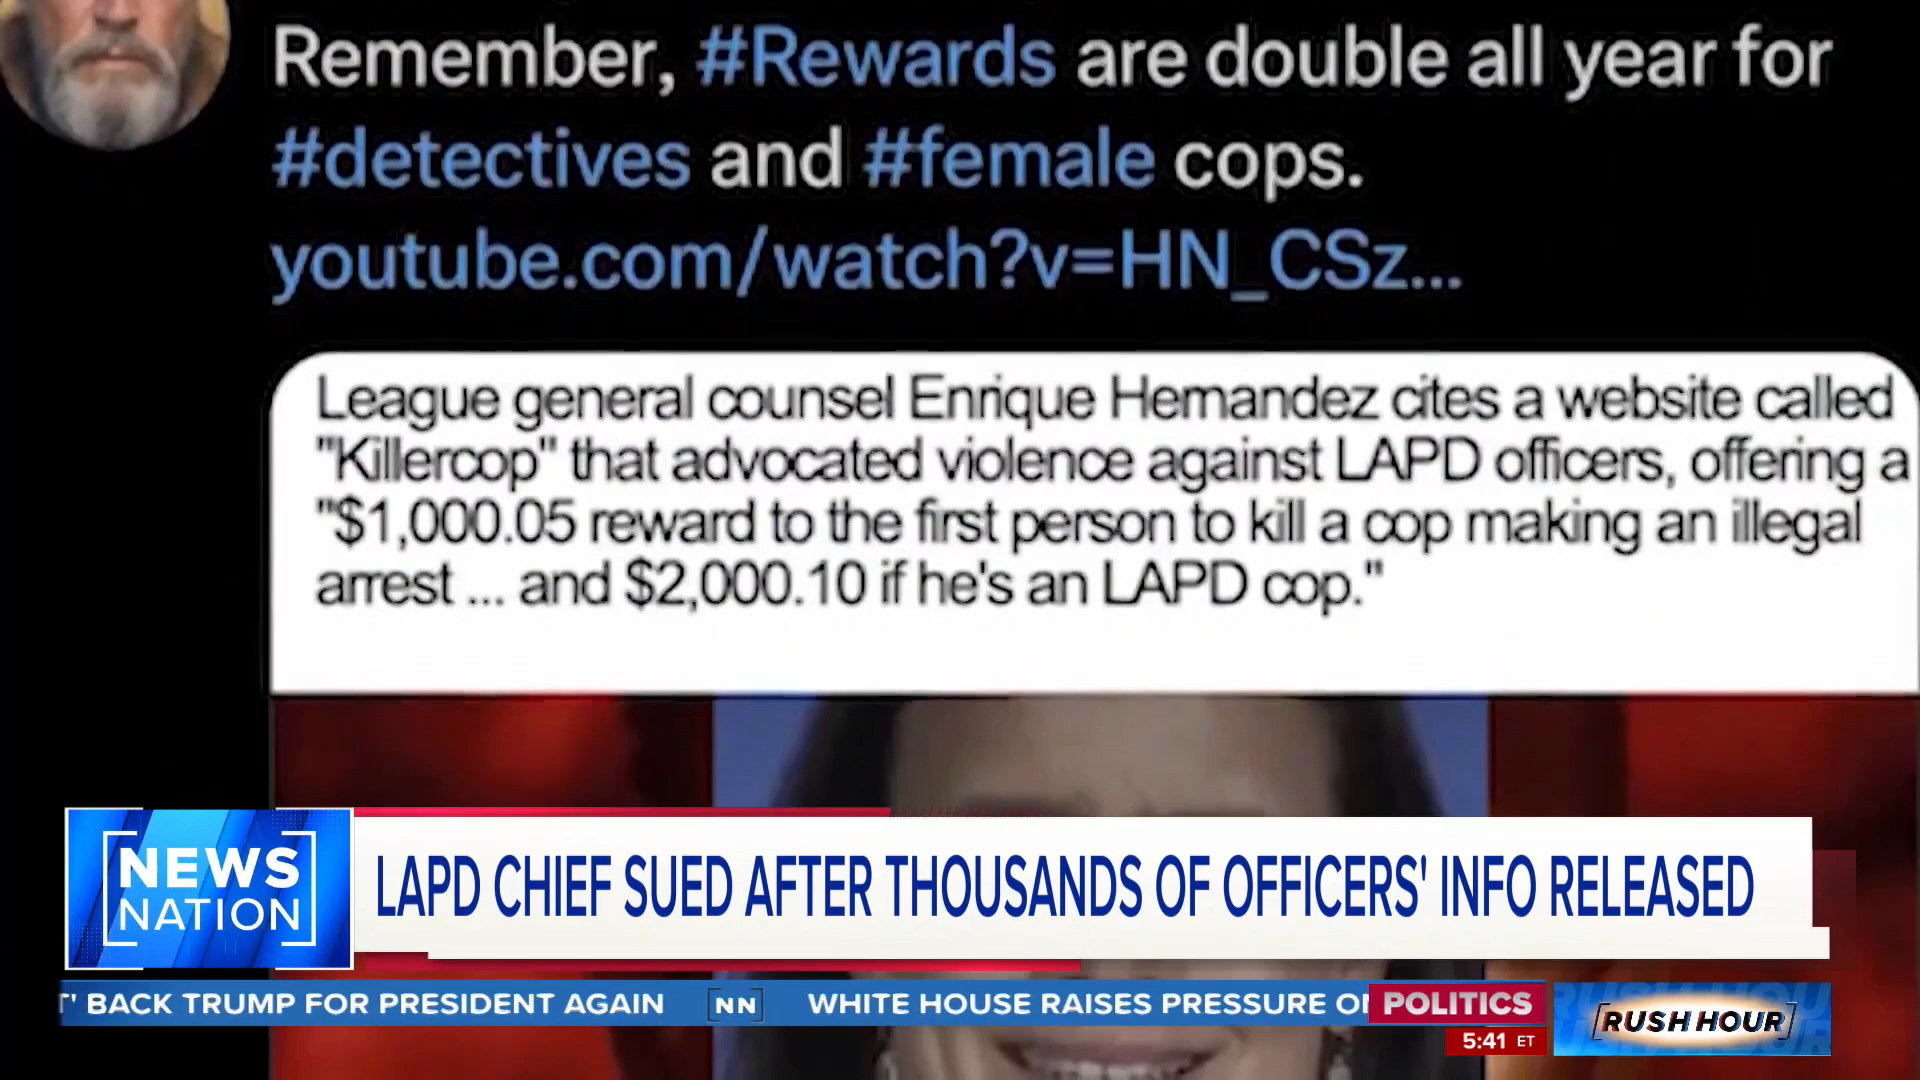 Remember, #Rewards are double all year for
#detectives and #female cops.
youtube.com/watch?v=HN_CSz...
League general counsel Enrique Hernandez cites a website called
"Killercop" that advocated violence against LAPD officers, offering a
"$1,000.05 reward to the first person to kill a cop making an illegal
arrest ... and $2,000.10 if he's an LAPD cop."
NEWS
NATION
LAPD CHIEF SUED AFTER THOUSANDS OF OFFICERS' INFO RELEASED
T' BACK TRUMP FOR PRESIDENT AGAIN NN WHITE HOUSE RAISES PRESSURE ON
POLITICS
RUSH HOUR
5:41 ET